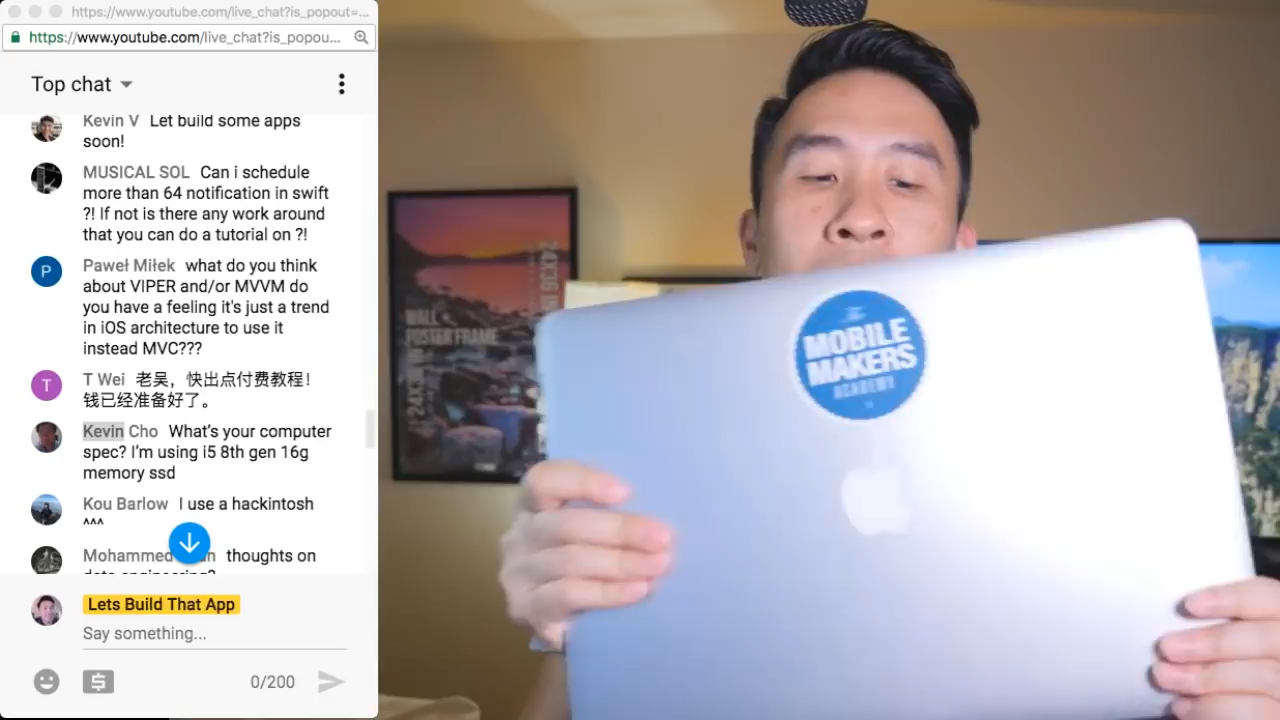 https://www.youtube.com/live_chat?is_popout=...
https://www.youtube.com/live_chat?is_popou...
Top chat
Kevin V Let build some apps
soon!
MUSICAL SOL Can i schedule
more than 64 notification in swift
?! If not is there any work around
that you can do a tutorial on ?!
P
Paweł Miłek what do you think
about VIPER and/or MVVM do
you have a feeling it's just a trend
in iOS architecture to use it
instead MVC???
T
T Wei 老吴，快出点付费教程！
钱已经准备好了。
Kevin Cho What's your computer
spec? I'm using i5 8th gen 16g
memory ssd
Kou Barlow I use a hackintosh
^^^
Mohammed thoughts on
Lets Build That App
Say something...
0/200
24X36 IN
WALL
POSTER FRAME
24X36
MOBILE
MAKERS
ACADEMY